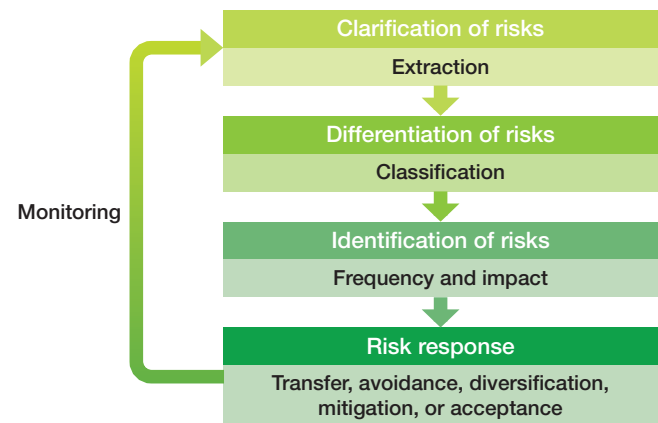 Clarification of risks
Extraction
Differentiation of risks
Classification
Monitoring
Identification of risks
Frequency and impact
Risk response
Transfer, avoidance, diversification,
mitigation, or acceptance